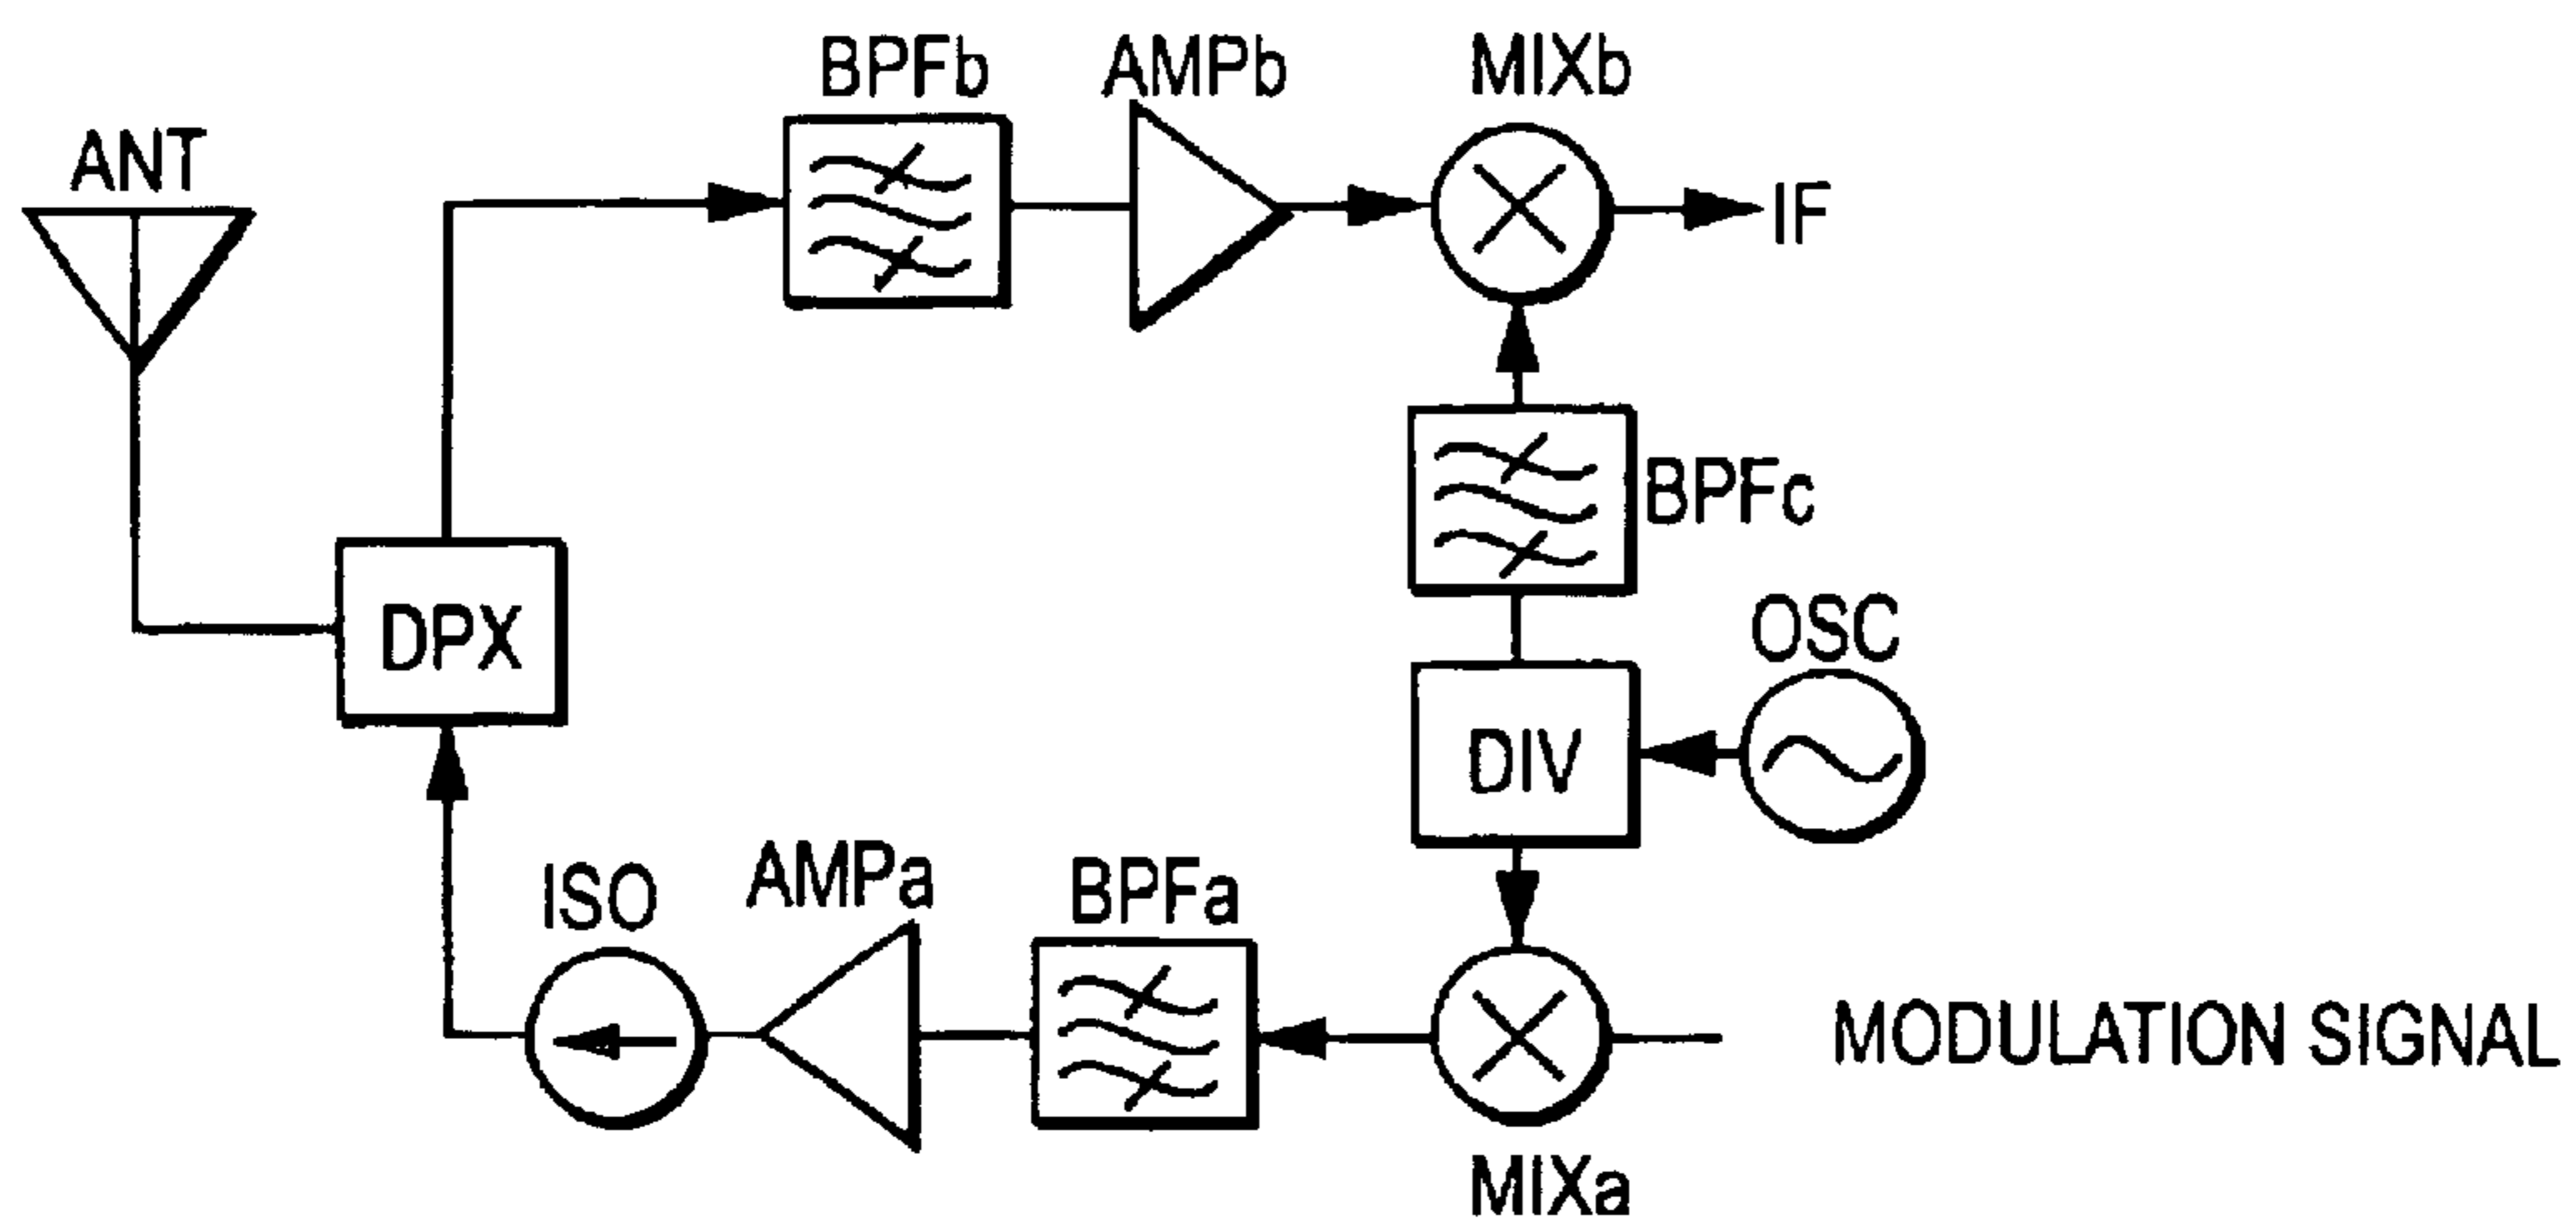 BPFb
AMPb
MIXb
ANT
IF
BPFc
OSC
DPX
DIV
ISO
AMPa
BPFa
MODULATION SIGNAL
MIXa